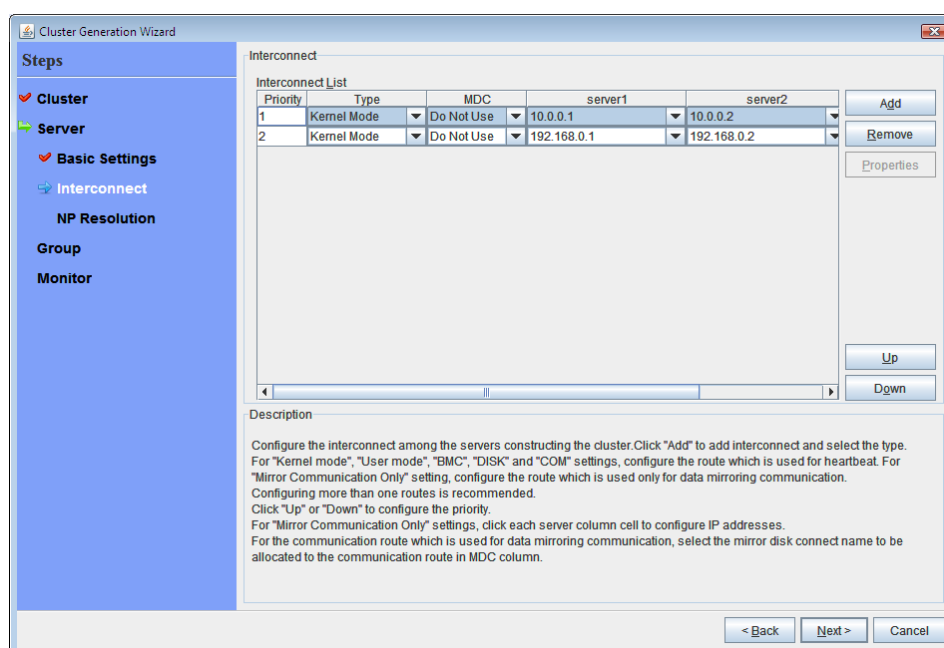 Cluster Generation Wizard
Steps
Cluster
Server
Basic Settings
Interconnect
NP Resolution
Group
Monitor
Interconnect
Interconnect List
Priority Type MDC server1 server2
1 Kernel Mode Do Not Use 10.0.0.1 10.0.0.2
2 Kernel Mode Do Not Use 192.168.0.1 192.168.0.2
Add
Remove
Properties
Up
Down
Description
Configure the interconnect among the servers constructing the cluster.Click "Add" to add interconnect and select the type.
For "Kernel mode", "User mode", "BMC", "DISK" and "COM" settings, configure the route which is used for heartbeat. For
"Mirror Communication Only" setting, configure the route which is used only for data mirroring communication.
Configuring more than one routes is recommended.
Click "Up" or "Down" to configure the priority.
For "Mirror Communication Only" settings, click each server column cell to configure IP addresses.
For the communication route which is used for data mirroring communication, select the mirror disk connect name to be
allocated to the communication route in MDC column.
< Back Next > Cancel